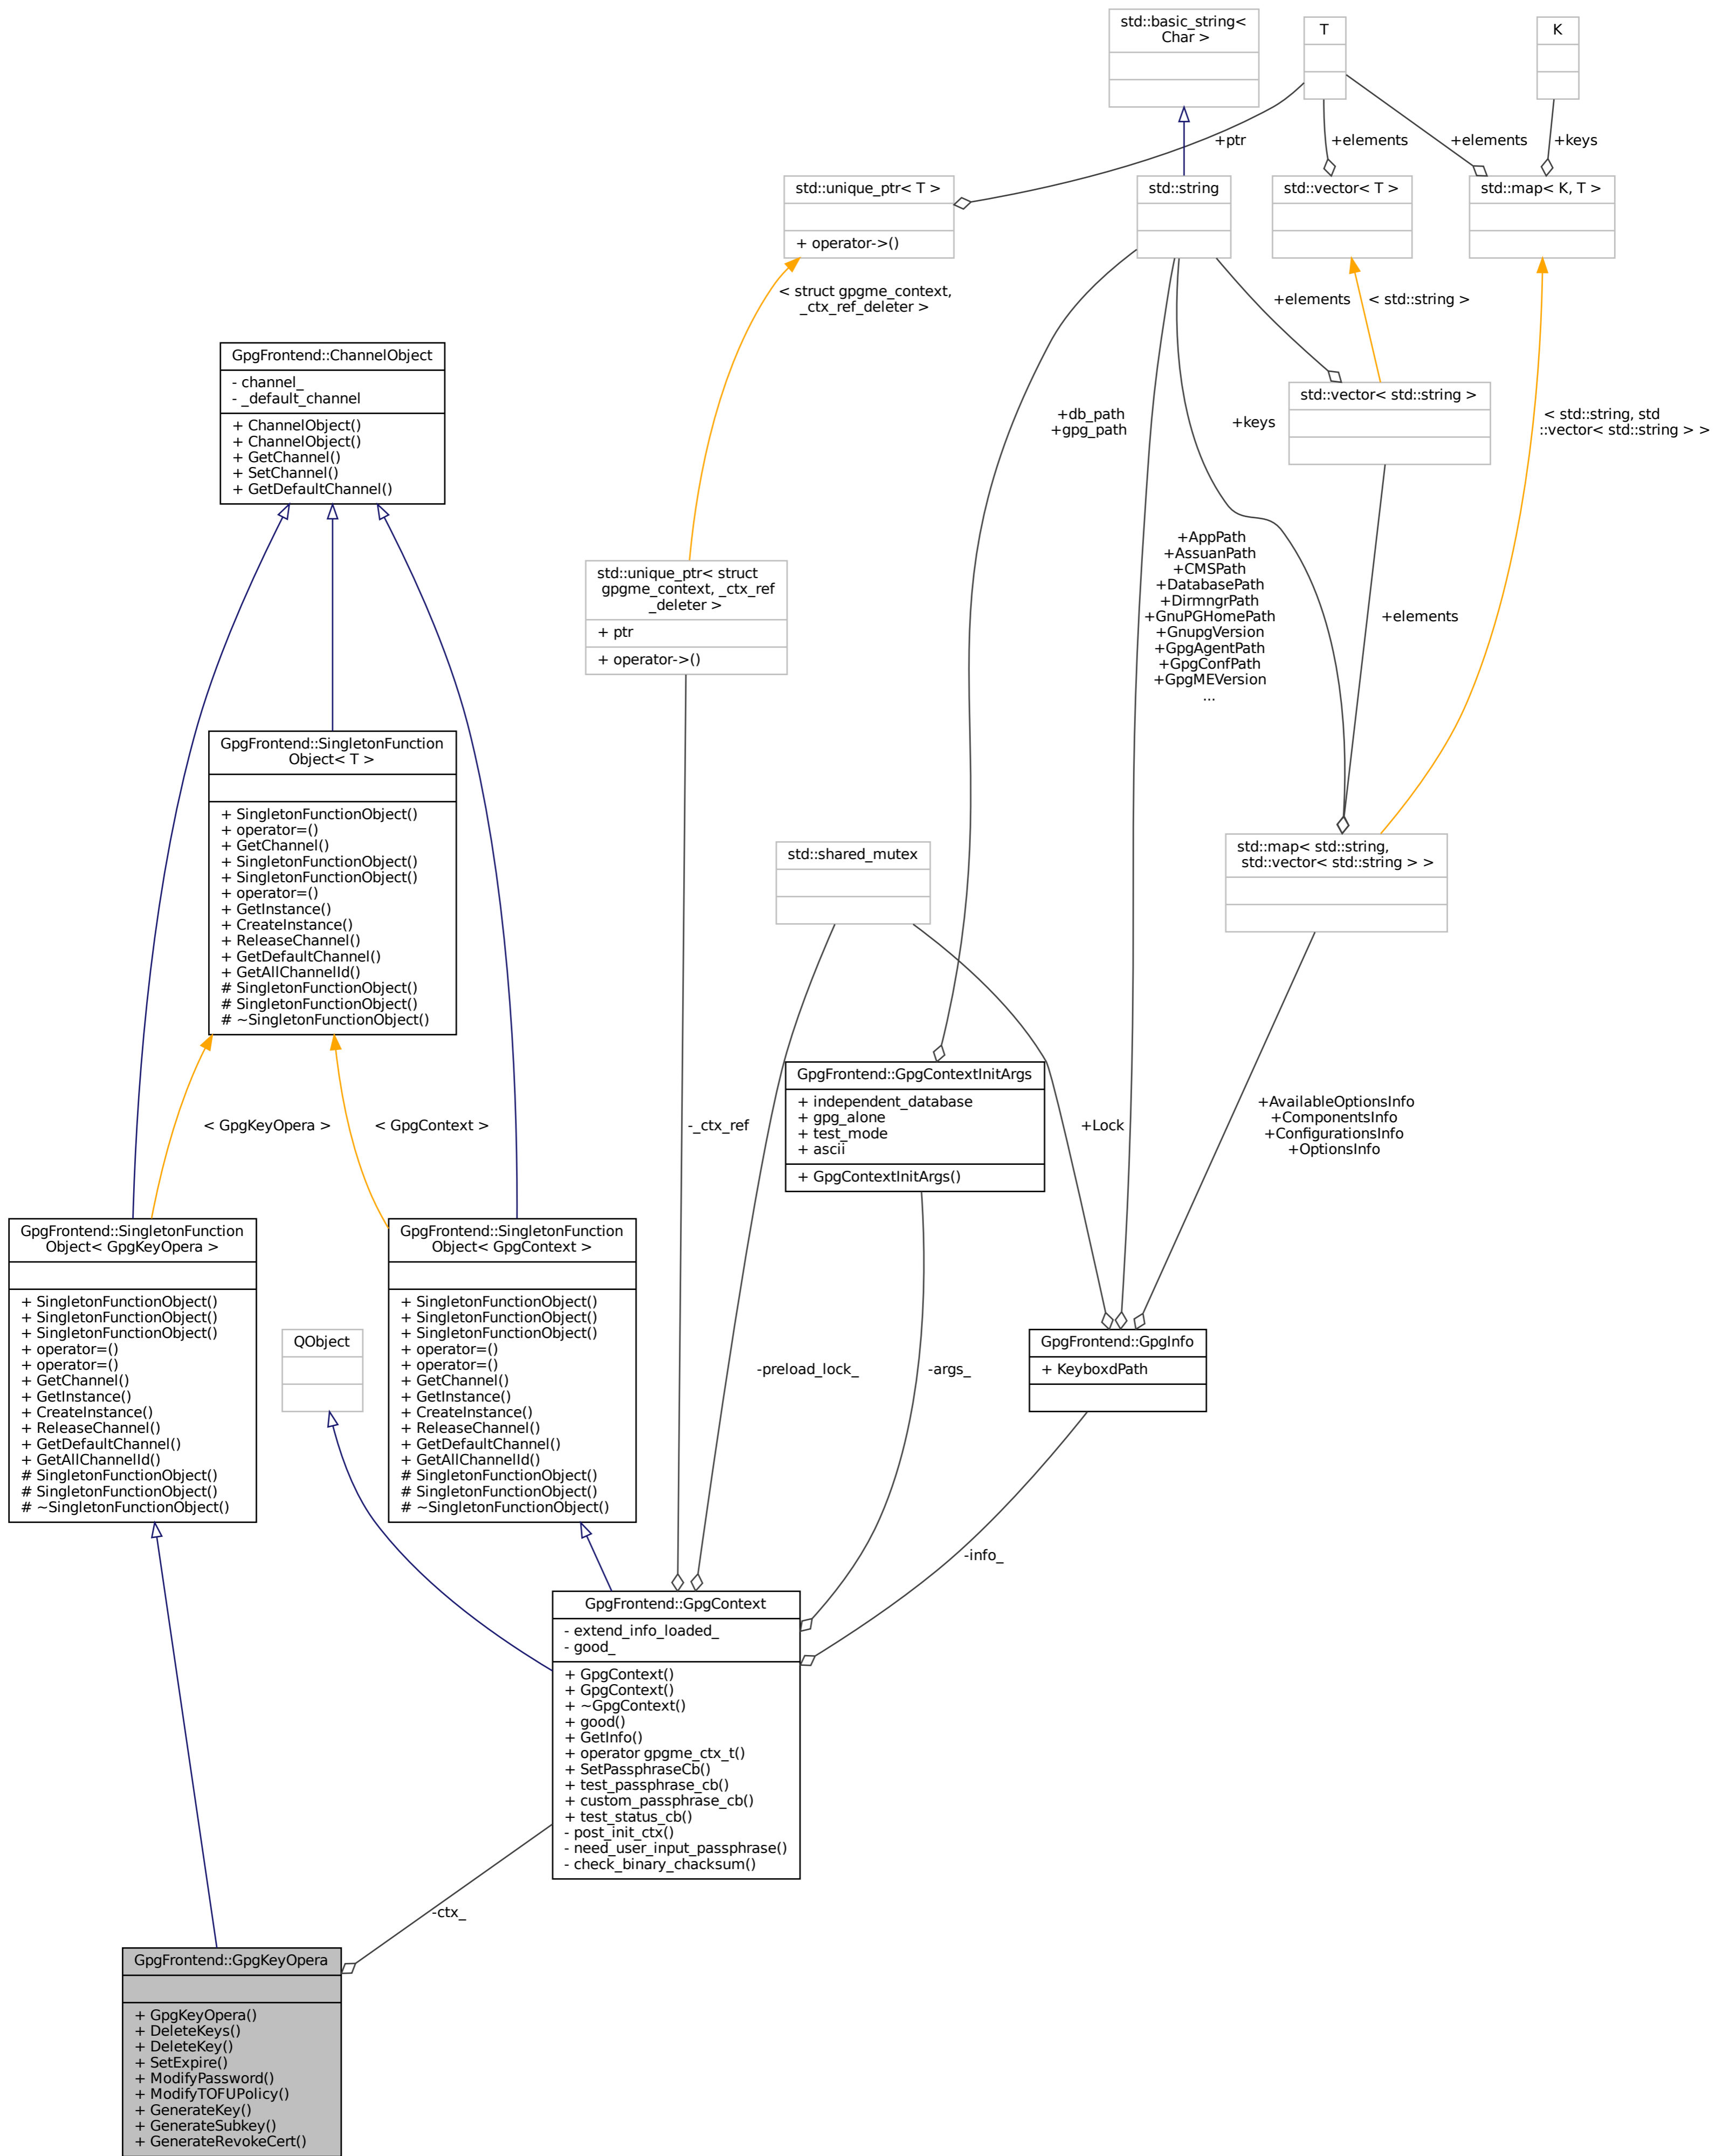 std::basic_string<
Char >
T
K
+ptr
+elements
+elements
+keys
std::unique_ptr< T >
+ operator->()
std::string
std::vector< T >
std::map< K, T >
< struct gpgme_context,
_ctx_ref_deleter >
+elements
< std::string >
GpgFrontend::ChannelObject
- channel_
- _default_channel
+ ChannelObject()
+ ChannelObject()
+ GetChannel()
+ SetChannel()
+ GetDefaultChannel()
std::vector< std::string >
+db_path
+gpg_path
+keys
< std::string, std
::vector< std::string > >
std::unique_ptr< struct
gpgme_context, _ctx_ref
_deleter >
+ ptr
+ operator->()
+AppPath
+AssuanPath
+CMSPath
+DatabasePath
+DirmngrPath
+GnuPGHomePath
+GnupgVersion
+GpgAgentPath
+GpgConfPath
+GpgMEVersion
...
+elements
GpgFrontend::SingletonFunction
Object< T >
+ SingletonFunctionObject()
+ operator=()
+ GetChannel()
+ SingletonFunctionObject()
+ SingletonFunctionObject()
+ operator=()
+ GetInstance()
+ CreateInstance()
+ ReleaseChannel()
+ GetDefaultChannel()
+ GetAllChannelId()
# SingletonFunctionObject()
# SingletonFunctionObject()
# ~SingletonFunctionObject()
std::shared_mutex
std::map< std::string,
std::vector< std::string > >
GpgFrontend::GpgContextInitArgs
+ independent_database
+ gpg_alone
+ test_mode
+ ascii
+ GpgContextInitArgs()
< GpgKeyOpera >
< GpgContext >
-_ctx_ref
+Lock
+AvailableOptionsInfo
+ComponentsInfo
+ConfigurationsInfo
+OptionsInfo
GpgFrontend::SingletonFunction
Object< GpgKeyOpera >
+ SingletonFunctionObject()
+ SingletonFunctionObject()
+ SingletonFunctionObject()
+ operator=()
+ operator=()
+ GetChannel()
+ GetInstance()
+ CreateInstance()
+ ReleaseChannel()
+ GetDefaultChannel()
+ GetAllChannelId()
# SingletonFunctionObject()
# SingletonFunctionObject()
# ~SingletonFunctionObject()
QObject
GpgFrontend::SingletonFunction
Object< GpgContext >
+ SingletonFunctionObject()
+ SingletonFunctionObject()
+ SingletonFunctionObject()
+ operator=()
+ operator=()
+ GetChannel()
+ GetInstance()
+ CreateInstance()
+ ReleaseChannel()
+ GetDefaultChannel()
+ GetAllChannelId()
# SingletonFunctionObject()
# SingletonFunctionObject()
# ~SingletonFunctionObject()
-preload_lock_
-args_
GpgFrontend::GpgInfo
+ KeyboxdPath
-info_
GpgFrontend::GpgContext
- extend_info_loaded_
- good_
+ GpgContext()
+ GpgContext()
+ ~GpgContext()
+ good()
+ GetInfo()
+ operator gpgme_ctx_t()
+ SetPassphraseCb()
+ test_passphrase_cb()
+ custom_passphrase_cb()
+ test_status_cb()
- post_init_ctx()
- need_user_input_passphrase()
- check_binary_chacksum()
-ctx_
GpgFrontend::GpgKeyOpera
+ GpgKeyOpera()
+ DeleteKeys()
+ DeleteKey()
+ SetExpire()
+ ModifyPassword()
+ ModifyTOFUPolicy()
+ GenerateKey()
+ GenerateSubkey()
+ GenerateRevokeCert()